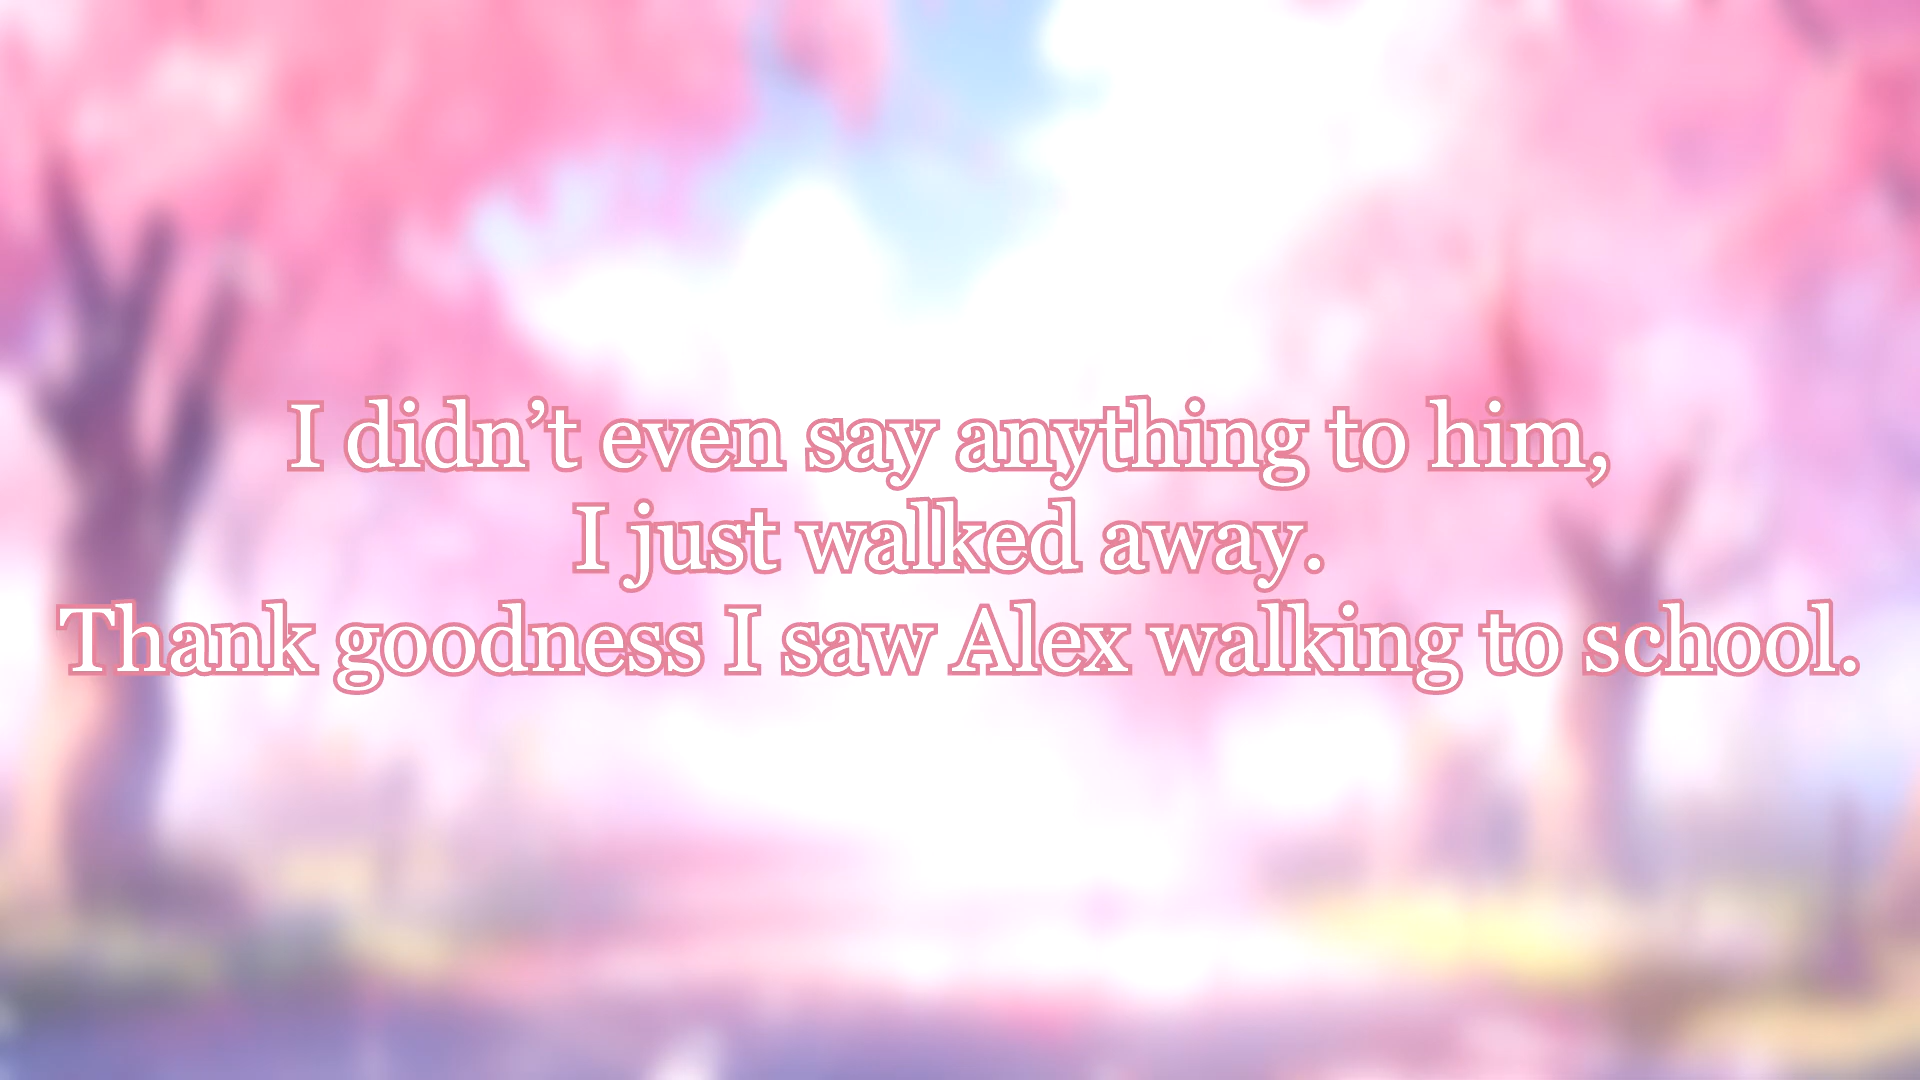 I didn’t even say anything to him,
I just walked away.
Thank goodness I saw Alex walking to school.